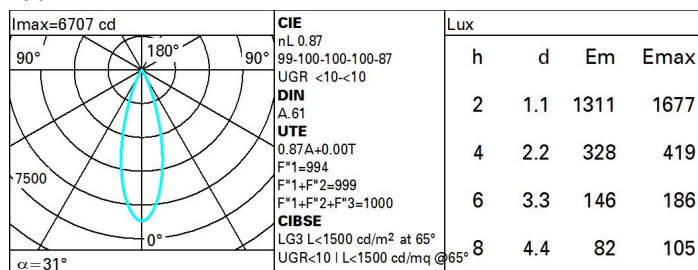 Imax=6707 cd
90° 180° 90°
7500
0°
α=31°
CIE
nL 0.87
99-100-100-100-87
UGR <10-<10
DIN
A.61
UTE
0.87A+0.00T
F"1=994
F"1+F"2=999
F"1+F"2+F"3=1000
CIBSE
LG3 L<1500 cd/m² at 65°
UGR<10 | L<1500 cd/mq @65°
Lux
h d Em Emax
2 1.1 1311 1677
4 2.2 328 419
6 3.3 146 186
8 4.4 82 105